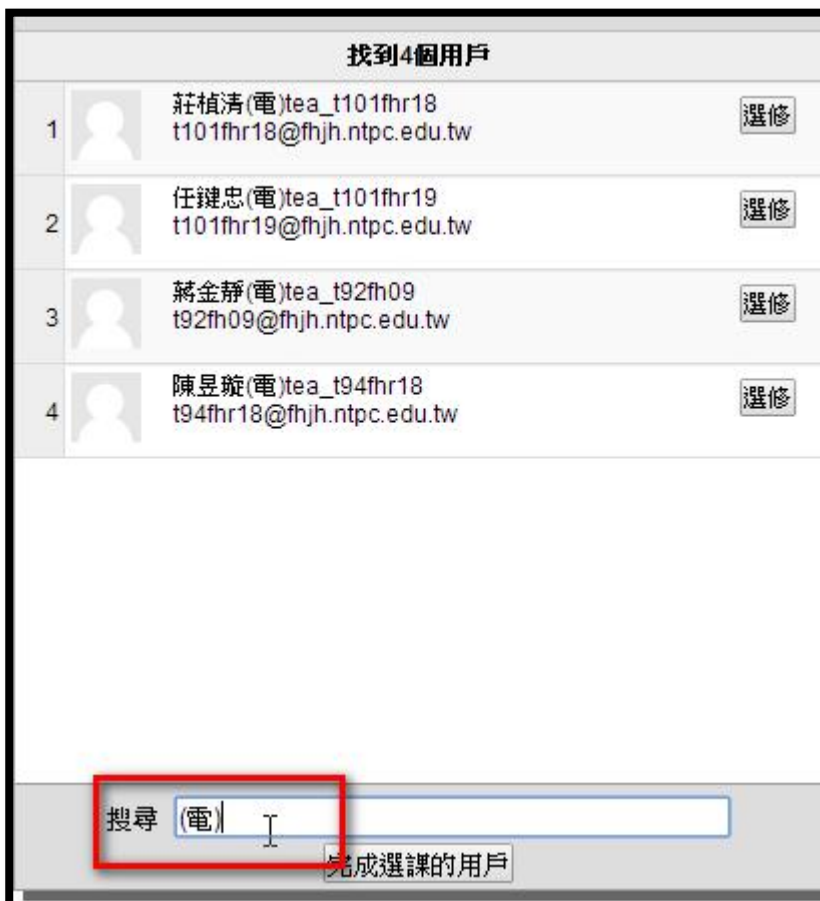 找到4個用戶
1
莊楨清(電)tea_t101fhr18
t101fhr18@fhjh.ntpc.edu.tw
選修
2
任鍵忠(電)tea_t101fhr19
t101fhr19@fhjh.ntpc.edu.tw
選修
3
蔣金靜(電)tea_t92fh09
t92fh09@fhjh.ntpc.edu.tw
選修
4
陳昱璇(電)tea_t94fhr18
t94fhr18@fhjh.ntpc.edu.tw
選修
搜尋 (電)
完成選課的用戶